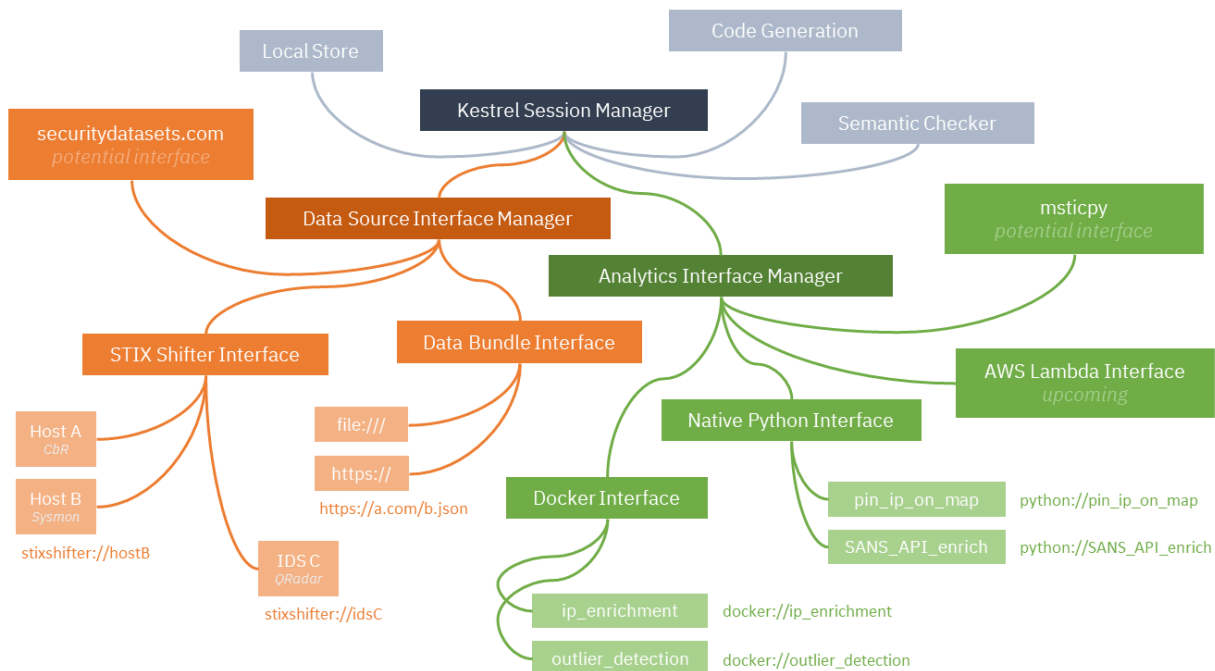 Local Store
Code Generation
Kestrel Session Manager
Semantic Checker
securitydatasets.com
potential interface
Data Source Interface Manager
msticpy
potential interface
Analytics Interface Manager
STIX Shifter Interface
Data Bundle Interface
AWS Lambda Interface
upcoming
Native Python Interface
Host A
CbR
file:///
https://
https://a.com/b.json
Host B
Sysmon
stixshifter://hostB
IDS C
QRadar
stixshifter://idsC
Docker Interface
pin_ip_on_map
python://pin_ip_on_map
SANS_API_enrich
python://SANS_API_enrich
ip_enrichment
docker://ip_enrichment
outlier_detection
docker://outlier_detection